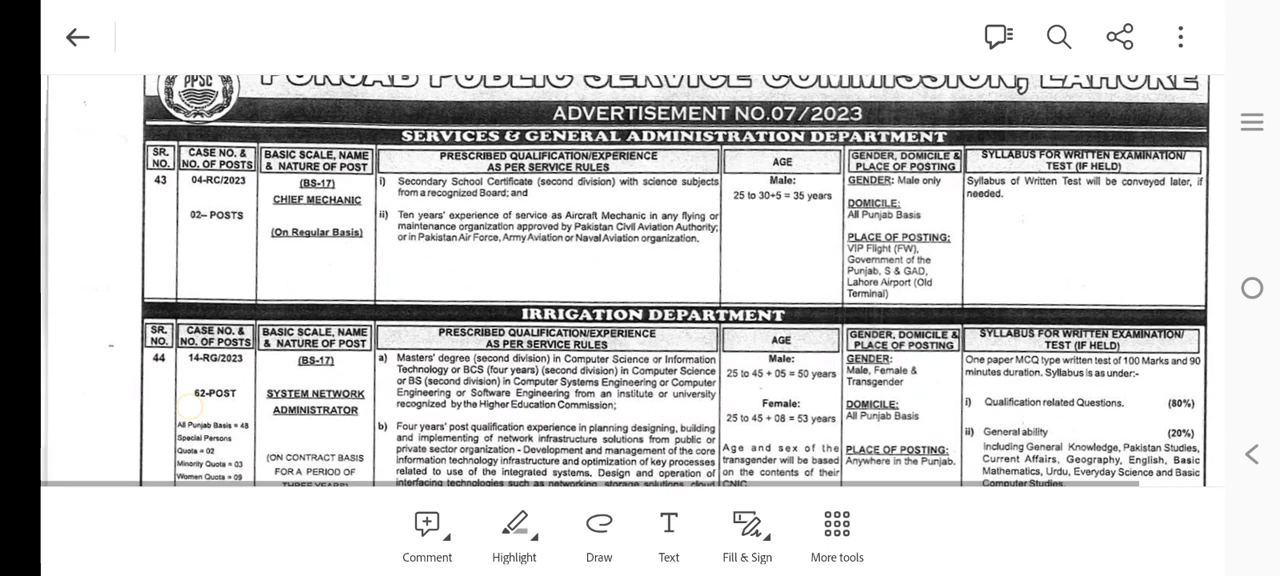 PPSC
PUNJAB PUBLIC SERVICE COMMISSION, LAHORE
ADVERTISEMENT NO.07/2023
SERVICES & GENERAL ADMINISTRATION DEPARTMENT
SR. NO.
CASE NO. & NO. OF POSTS
BASIC SCALE, NAME & NATURE OF POST
PRESCRIBED QUALIFICATION/EXPERIENCE
AS PER SERVICE RULES
AGE
GENDER, DOMICILE &
PLACE OF POSTING
SYLLABUS FOR WRITTEN EXAMINATION/
TEST (IF HELD)
43
04-RC/2023
02– POSTS
(BS-17)
CHIEF MECHANIC
(On Regular Basis)
i) Secondary School Certificate (second division) with science subjects
from a recognized Board; and
ii) Ten years' experience of service as Aircraft Mechanic in any flying or
maintenance organization approved by Pakistan Civil Aviation Authority;
or in Pakistan Air Force, Army Aviation or Naval Aviation organization.
Male:
25 to 30+5 = 35 years
GENDER: Male only
DOMICILE:
All Punjab Basis
PLACE OF POSTING:
VIP Flight (FW),
Government of the
Punjab, S & GAD,
Lahore Airport (Old
Terminal)
Syllabus of Written Test will be conveyed later, if
needed.
IRRIGATION DEPARTMENT
SR. NO.
CASE NO. & NO. OF POSTS
BASIC SCALE, NAME & NATURE OF POST
PRESCRIBED QUALIFICATION/EXPERIENCE
AS PER SERVICE RULES
AGE
GENDER, DOMICILE &
PLACE OF POSTING
SYLLABUS FOR WRITTEN EXAMINATION/
TEST (IF HELD)
44
14-RG/2023
62-POST
All Punjab Basis = 48
Special Persons
Quota = 02
Minority Quota = 03
Women Quota = 09
(BS-17)
SYSTEM NETWORK
ADMINISTRATOR
(ON CONTRACT BASIS
FOR A PERIOD OF
THREE YEARS)
a) Masters' degree (second division) in Computer Science or Information
Technology or BCS (four years) (second division) in Computer Science
or BS (second division) in Computer Systems Engineering or Computer
Engineering or Software Engineering from an institute or university
recognized by the Higher Education Commission;
b) Four years' post qualification experience in planning designing, building
and implementing of network infrastructure solutions from public or
private sector organization - Development and management of the core
information technology infrastructure and optimization of key processes
related to use of the integrated systems. Design and operation of
interfacing technologies such as networking, storage solutions, cloud
Male:
25 to 45 + 05 = 50 years
Female:
25 to 45 + 08 = 53 years
Age and sex of the
transgender will be based
on the contents of their
CNIC
GENDER:
Male, Female &
Transgender
DOMICILE:
All Punjab Basis
PLACE OF POSTING:
Anywhere in the Punjab.
One paper MCQ type written test of 100 Marks and 90
minutes duration. Syllabus is as under:-
i) Qualification related Questions. (80%)
ii) General ability (20%)
including General Knowledge, Pakistan Studies,
Current Affairs, Geography, English, Basic
Mathematics, Urdu, Everyday Science and Basic
Computer Studies.
Comment
Highlight
Draw
Text
Fill & Sign
More tools